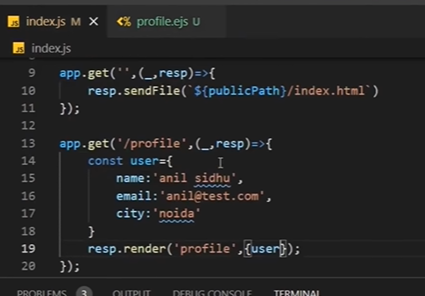 index.js M × profile.ejs U
index.js
9 app.get('',(_,resp)=>{
10 resp.sendFile(`${publicPath}/index.html`)
11 });
12
13 app.get('/profile',(_,resp)=>{
14 const user={
15 name:'anil sidhu',
16 email:'anil@test.com',
17 city:'noida'
18 }
19 resp.render('profile',{user});
20 });
PROBLEMS 3 OUTPUT DEBUG CONSOLE TERMINAL